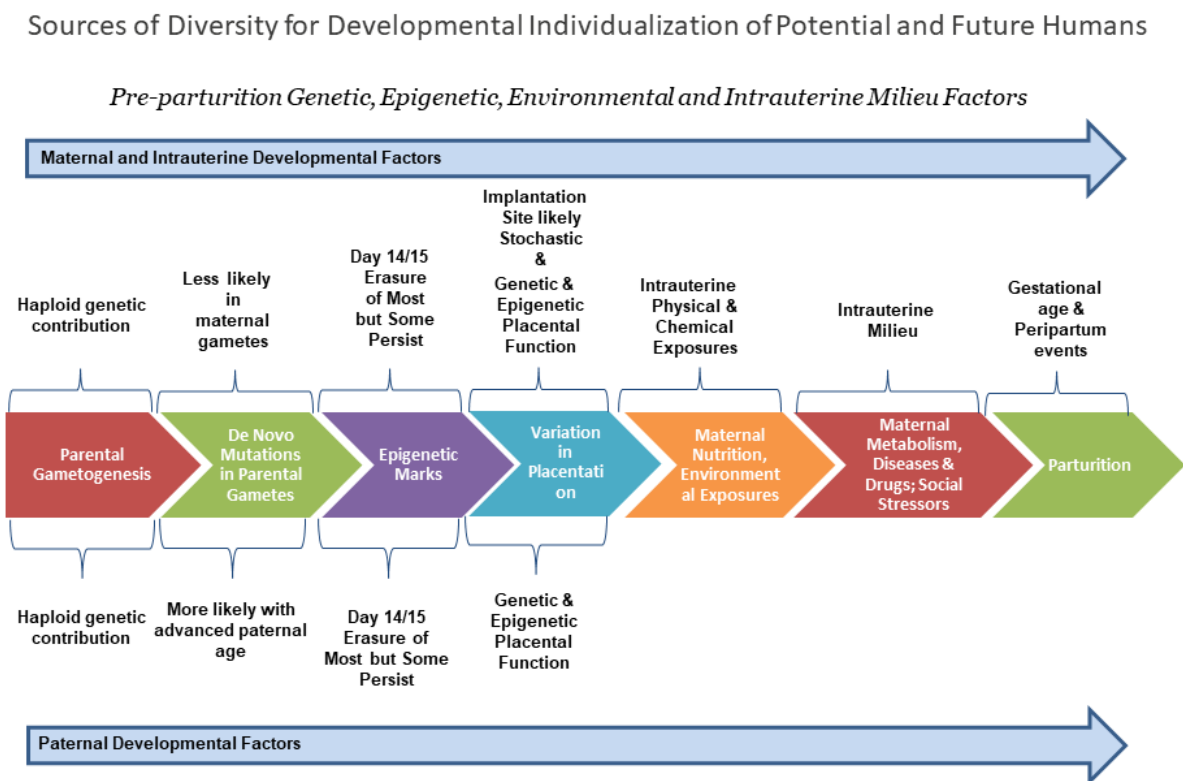 Sources of Diversity for Developmental Individualization of Potential and Future Humans
Pre-parturition Genetic, Epigenetic, Environmental and Intrauterine Milieu Factors
Maternal and Intrauterine Developmental Factors
Haploid genetic
contribution
Less likely
in
maternal
gametes
Day 14/15
Erasure
of Most
but Some
Persist
Implantation
Site likely
Stochastic
&
Genetic &
Epigenetic
Placental
Function
Intrauterine
Physical &
Chemical
Exposures
Intrauterine
Milieu
Gestational
age &
Peripartum
events
Parental
Gametogenesis
De Novo
Mutations
in Parental
Gametes
Epigenetic
Marks
Variation
in
Placentati
on
Maternal
Nutrition,
Environment
al Exposures
Maternal
Metabolism,
Diseases &
Drugs; Social
Stressors
Parturition
Haploid genetic
contribution
More likely with
advanced paternal
age
Day 14/15
Erasure of
Most but Some
Persist
Genetic &
Epigenetic
Placental
Function
Paternal Developmental Factors